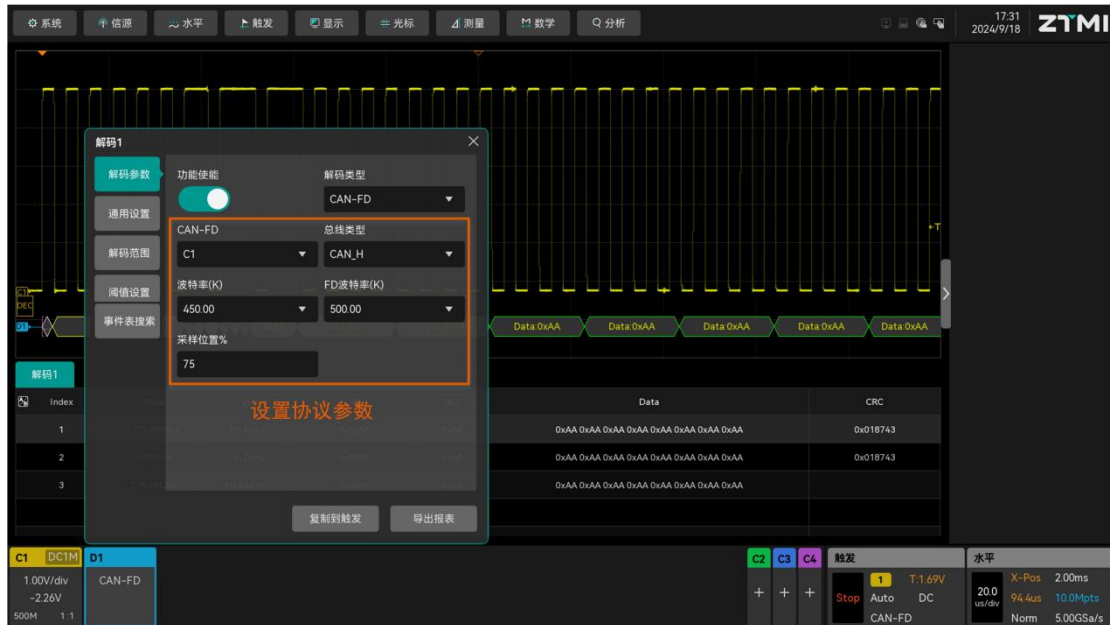 系统 信源 水平 触发 显示 光标 测量 数学 分析 17:31 2024/9/18 ZTMI
解码1
解码参数
功能使能 解码类型
CAN-FD
通用设置
CAN-FD 总线类型
解码范围
C1 CAN_H
波特率(K) FD波特率(K)
阈值设置
450.00 500.00
事件表搜索
采样位置%
75
设置协议参数
复制到触发 导出报表
T
C1
DEC
D1
Data:0xAA Data:0xAA Data:0xAA Data:0xAA Data:0xAA
解码1
Index Data CRC
1 0xAA 0xAA 0xAA 0xAA 0xAA 0xAA 0xAA 0xAA 0x018743
2 0xAA 0xAA 0xAA 0xAA 0xAA 0xAA 0xAA 0xAA 0x018743
3 0xAA 0xAA 0xAA 0xAA 0xAA 0xAA 0xAA 0xAA
C1 DC1M
1.00V/div
-2.26V
500M 1:1
D1
CAN-FD
C2 C3 C4
+ + +
触发
1 T:1.69V
Stop Auto DC
CAN-FD
水平
20.0 us/div
X-Pos 2.00ms
94.4us 10.0Mpts
Norm 5.00GSa/s